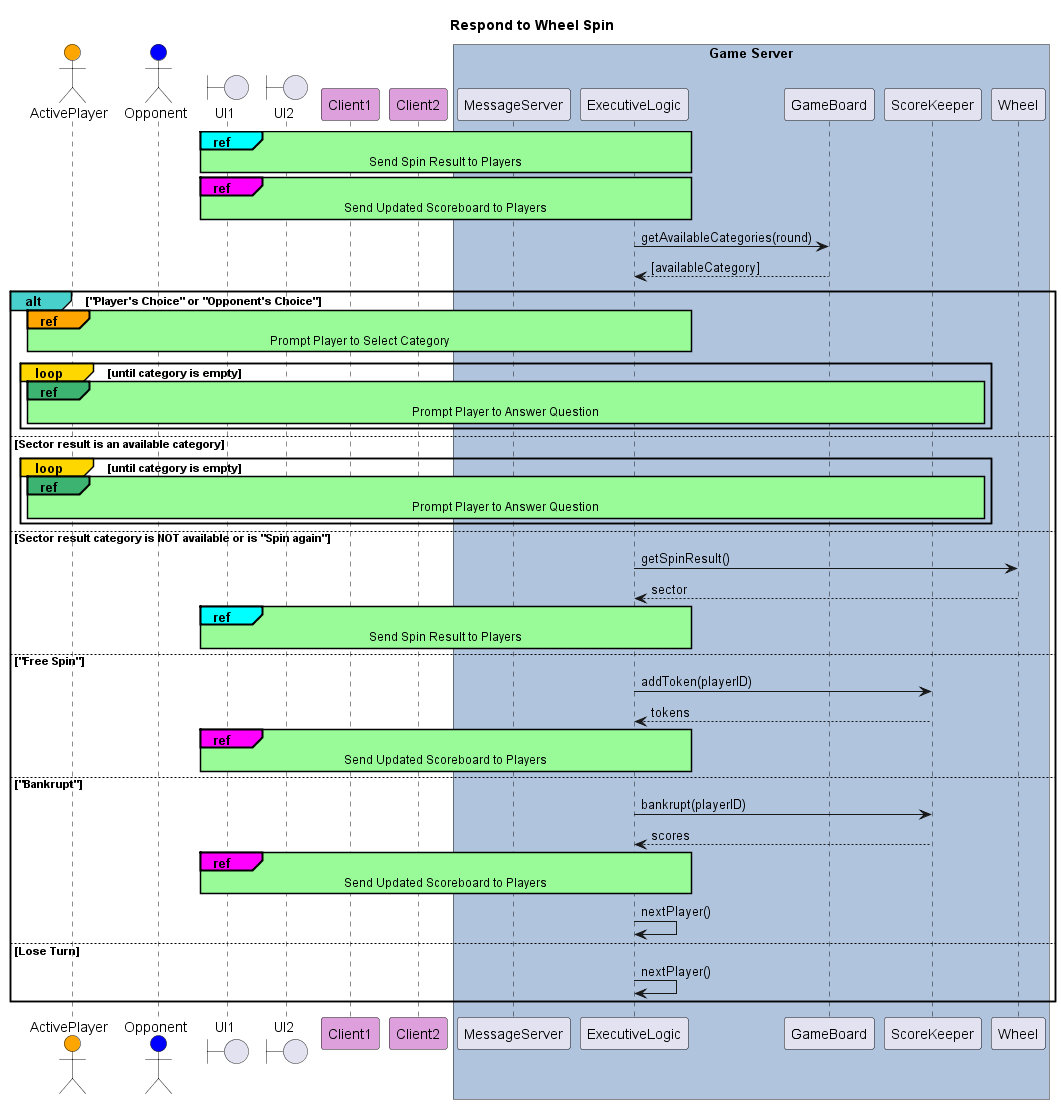 Respond to Wheel Spin
Game Server
ActivePlayer Opponent UI1 UI2 Client1 Client2 MessageServer ExecutiveLogic GameBoard ScoreKeeper Wheel
ref
Send Spin Result to Players
ref
Send Updated Scoreboard to Players
getAvailableCategories(round)
[availableCategory]
alt ["Player's Choice" or "Opponent's Choice"]
ref
Prompt Player to Select Category
loop [until category is empty]
ref
Prompt Player to Answer Question
[Sector result is an available category]
loop [until category is empty]
ref
Prompt Player to Answer Question
[Sector result category is NOT available or is "Spin again"]
getSpinResult()
sector
ref
Send Spin Result to Players
["Free Spin"]
addToken(playerID)
tokens
ref
Send Updated Scoreboard to Players
["Bankrupt"]
bankrupt(playerID)
scores
ref
Send Updated Scoreboard to Players
nextPlayer()
[Lose Turn]
nextPlayer()
ActivePlayer Opponent UI1 UI2 Client1 Client2 MessageServer ExecutiveLogic GameBoard ScoreKeeper Wheel